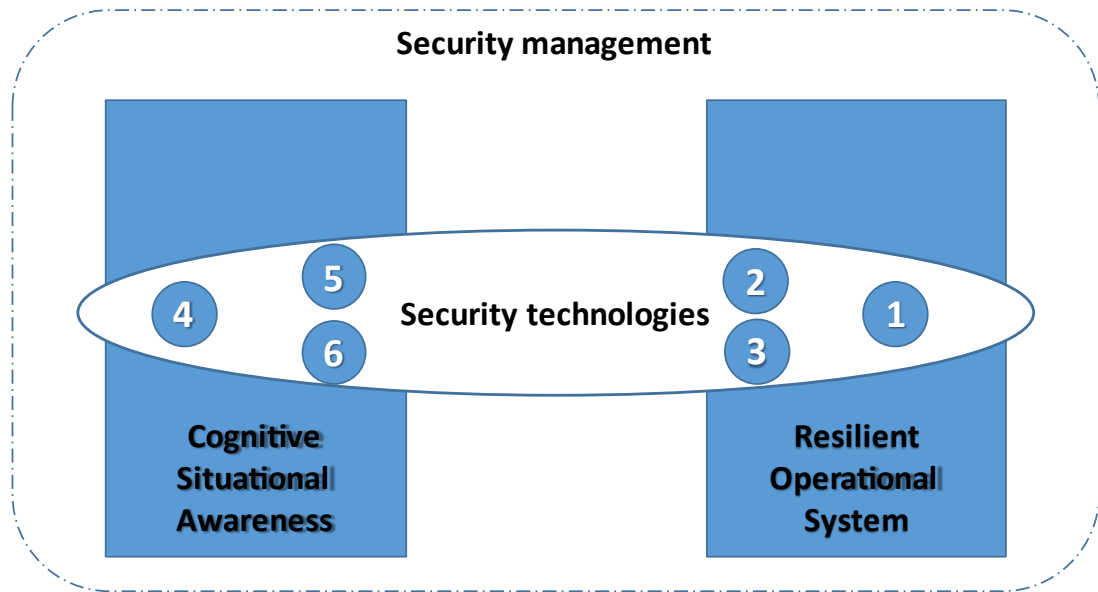 Security management
5
2
4
Security technologies
1
6
3
Cognitive
Situational
Awareness
Resilient
Operational
System